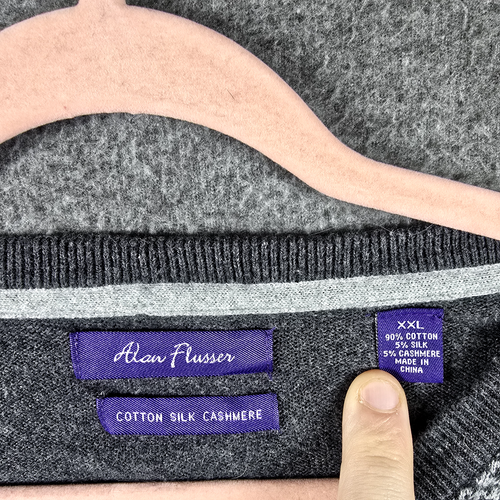 Alan Flusser
COTTON SILK CASHMERE
XXL
90% COTTON
5% SILK
5% CASHMERE
MADE IN
CHINA